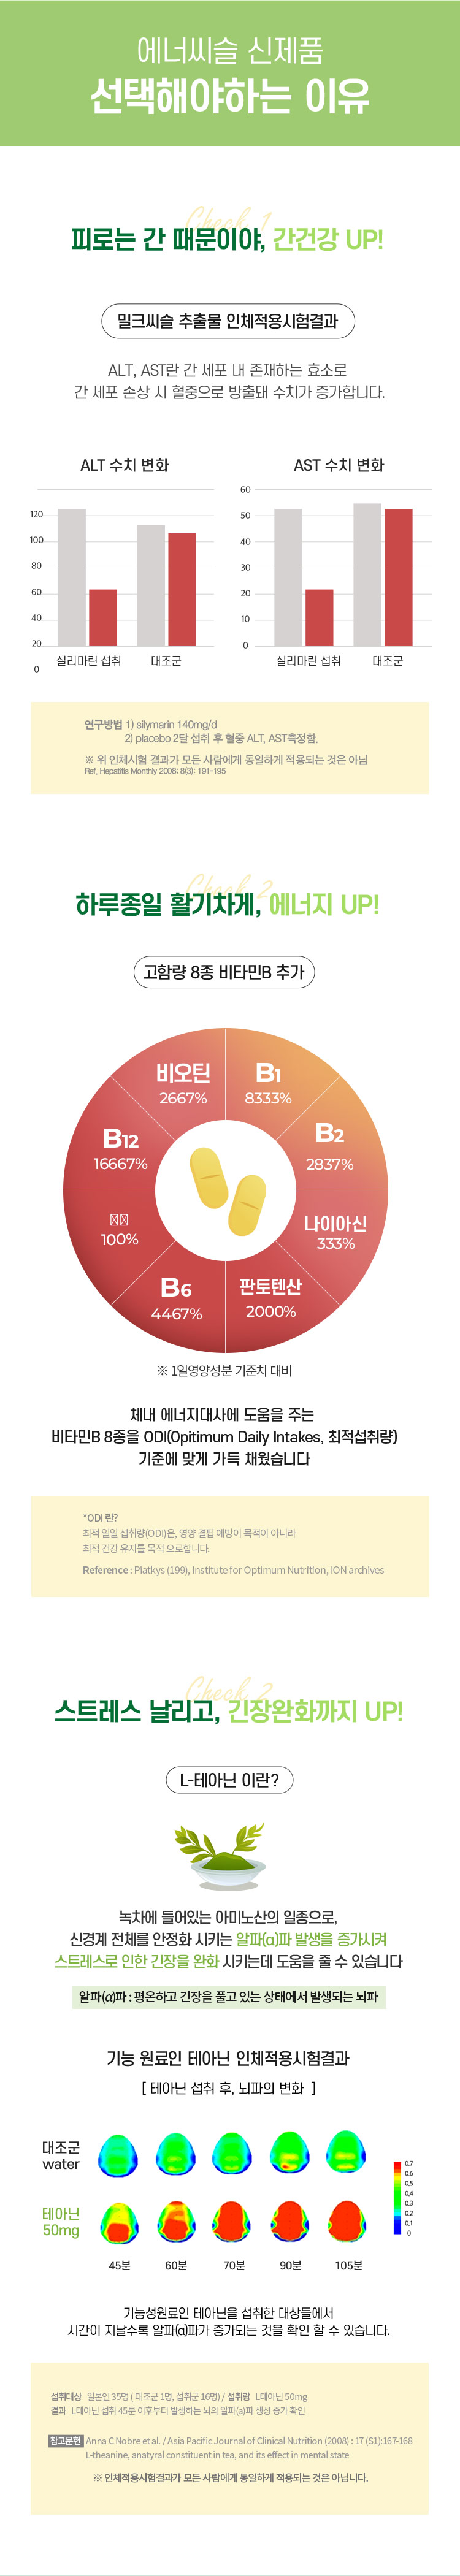 에너씨슬 신제품
선택해야하는 이유
Check 1
피로는 간 때문이야, 간건강 UP!
밀크씨슬 추출물 인체적용시험결과
ALT, AST란 간 세포 내 존재하는 효소로
간 세포 손상 시 혈중으로 방출돼 수치가 증가합니다.
ALT 수치 변화
120
100
80
60
40
20
0
실리마린 섭취
대조군
AST 수치 변화
60
50
40
30
20
10
0
실리마린 섭취
대조군
연구방법 1) silymarin 140mg/d
2) placebo 2달 섭취 후 혈중 ALT, AST측정함.
※ 위 인체시험 결과가 모든 사람에게 동일하게 적용되는 것은 아님
Ref. Hepatitis Monthly 2008; 8(3): 191-195
Check 2
하루종일 활기차게, 에너지 UP!
고함량 8종 비타민B 추가
비오틴
2667%
B1
8333%
B12
16667%
B2
2837%
100%
나이아신
333%
B6
4467%
판토텐산
2000%
※ 1일영양성분 기준치 대비
체내 에너지대사에 도움을 주는
비타민B 8종을 ODI(Opitimum Daily Intakes, 최적섭취량)
기준에 맞게 가득 채웠습니다
*ODI 란?
최적 일일 섭취량(ODI)은, 영양 결핍 예방이 목적이 아니라
최적 건강 유지를 목적 으로합니다.
Reference : Piatkys (199), Institute for Optimum Nutrition, ION archives
Check 2
스트레스 날리고, 긴장완화까지 UP!
L-테아닌 이란?
녹차에 들어있는 아미노산의 일종으로,
신경계 전체를 안정화 시키는 알파(α)파 발생을 증가시켜
스트레스로 인한 긴장을 완화 시키는데 도움을 줄 수 있습니다
알파(α)파 : 평온하고 긴장을 풀고 있는 상태에서 발생되는 뇌파
기능 원료인 테아닌 인체적용시험결과
[ 테아닌 섭취 후, 뇌파의 변화 ]
대조군
water
테아닌
50mg
0.7
0.6
0.5
0.4
0.3
0.2
0.1
0
45분
60분
70분
90분
105분
기능성원료인 테아닌을 섭취한 대상들에서
시간이 지날수록 알파(α)파가 증가되는 것을 확인 할 수 있습니다.
섭취대상 일본인 35명 ( 대조군 1명, 섭취군 16명) / 섭취량 L테아닌 50mg
결과 L테아닌 섭취 45분 이후부터 발생하는 뇌의 알파(a)파 생성 증가 확인
참고문헌 Anna C Nobre et al. / Asia Pacific Journal of Clinical Nutrition (2008) : 17 (S1):167-168
L-theanine, anatyral constituent in tea, and its effect in mental state
※ 인체적용시험결과가 모든 사람에게 동일하게 적용되는 것은 아닙니다.